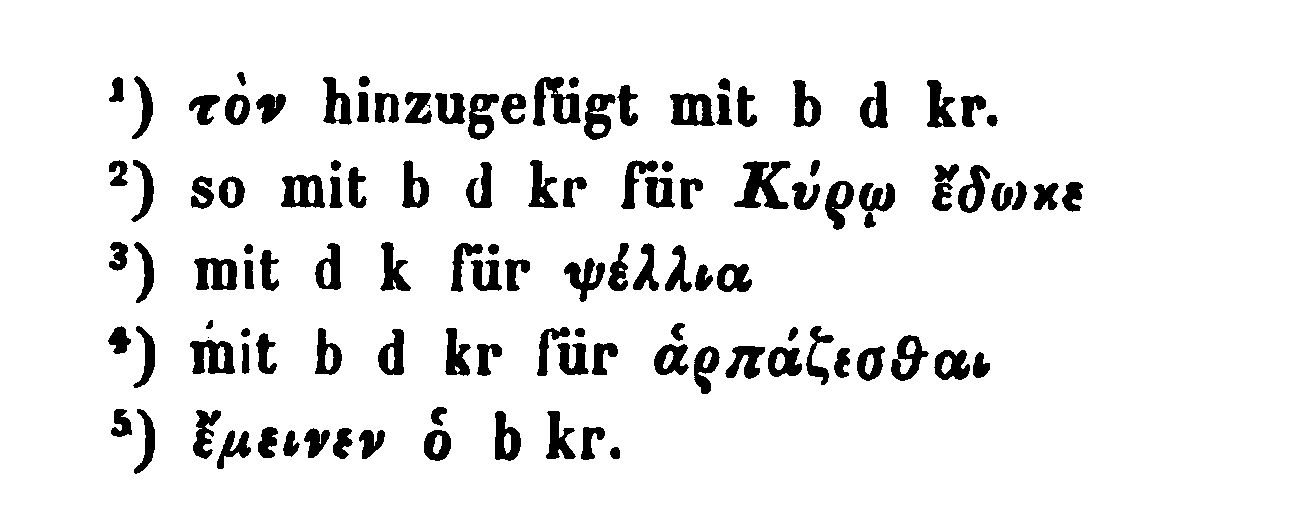 ¹) τὸν hinzugefügt mit b d kr.
²) so mit b d kr für Κύρῳ ἔδωκε
³) mit d k für ψέλλια
⁴) mit b d kr für ἁρπάζεσθαι
⁵) ἔμεινεν ὁ b kr.